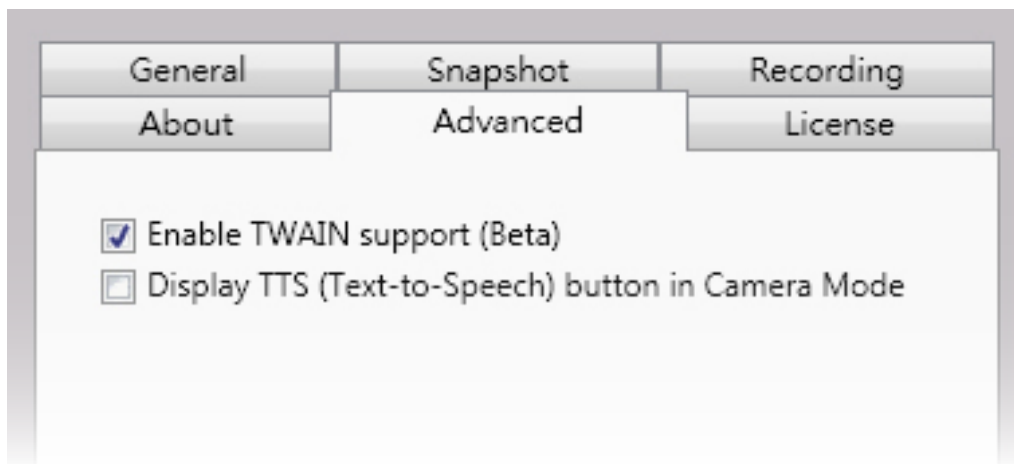 General Snapshot Recording
About Advanced License
Enable TWAIN support (Beta)
Display TTS (Text-to-Speech) button in Camera Mode